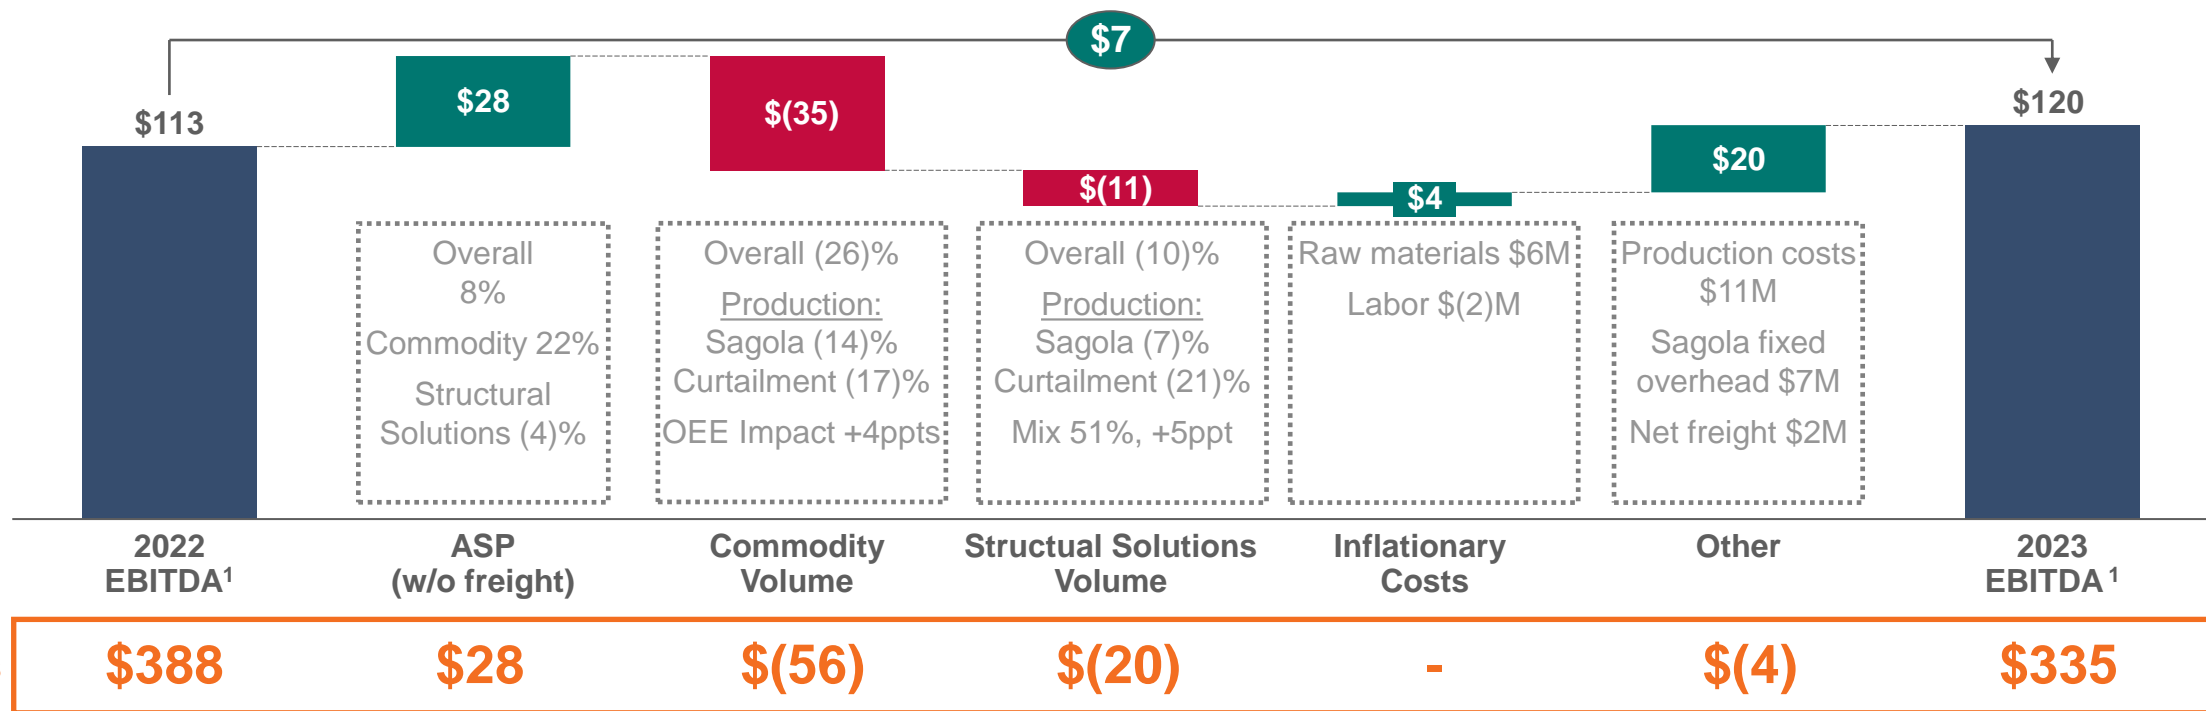 $7
$113
$28
$(35)
$(11)
$4
$20
$120
Overall
8%
Commodity 22%
Structural
Solutions (4)%
Overall (26)%
Production:
Sagola (14)%
Curtailment (17)%
OEE Impact +4ppts
Overall (10)%
Production:
Sagola (7)%
Curtailment (21)%
Mix 51%, +5ppt
Raw materials $6M
Labor $(2)M
Production costs
$11M
Sagola fixed
overhead $7M
Net freight $2M
2022
EBITDA¹
ASP
(w/o freight)
Commodity
Volume
Structual Solutions
Volume
Inflationary
Costs
Other
2023
EBITDA ¹
$388 $28 $(56) $(20) - $(4) $335